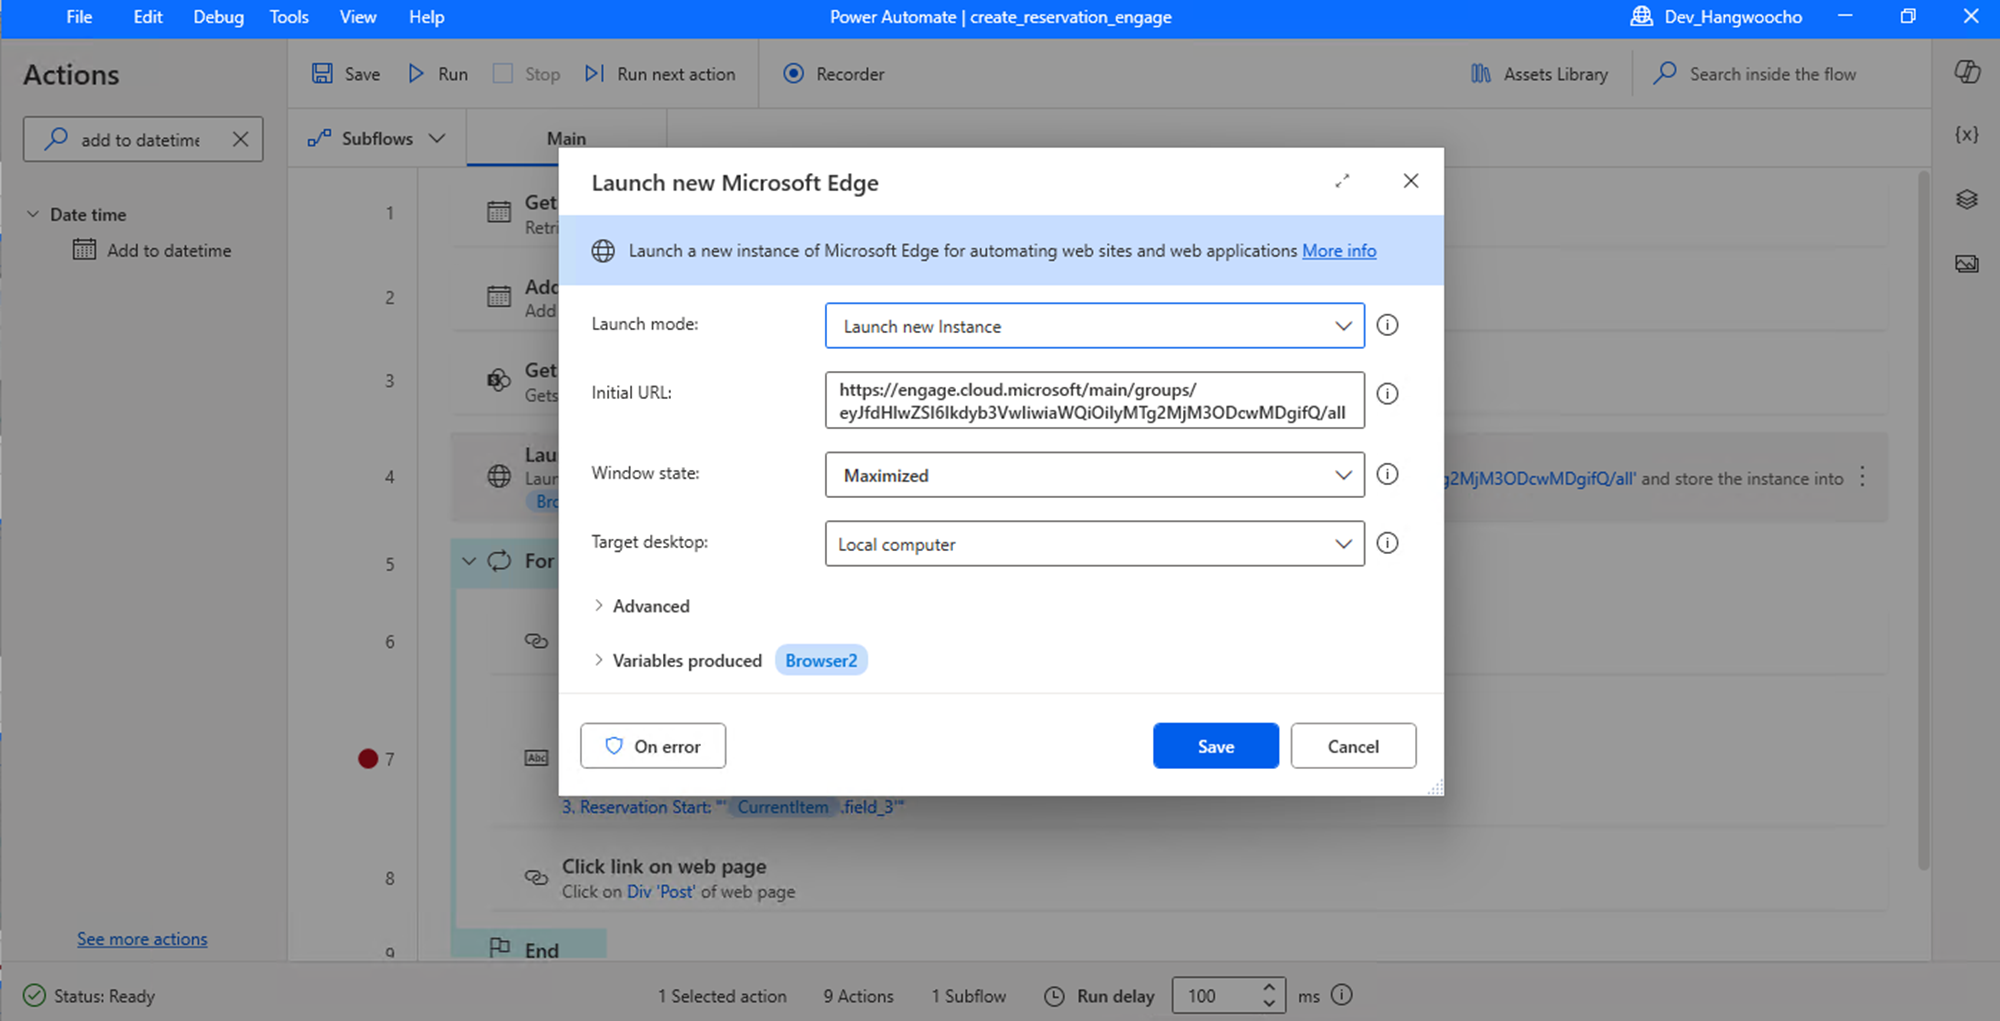 File Edit Debug Tools View Help
Power Automate | create_reservation_engage
Dev_Hangwoocho
Actions
Save Run Stop Run next action Recorder
Assets Library
Search inside the flow
add to datetime
Subflows
Main
{x}
Date time
Add to datetime
1
Get
Retri
2
Add
Add
3
Get
Gets
4
Lau
Laun
Bro
g2MjM3ODcwMDgifQ/all' and store the instance into
5
For
6
7
Abc
3. Reservation Start: "' CurrentItem .field_3'"
8
Click link on web page
Click on Div 'Post' of web page
9
End
See more actions
Launch new Microsoft Edge
Launch a new instance of Microsoft Edge for automating web sites and web applications More info
Launch mode:
Launch new Instance
Initial URL:
https://engage.cloud.microsoft/main/groups/
eyJfdHlwZSI6Ikdyb3VwIiwiaWQiOiIyMTg2MjM3ODcwMDgifQ/all
Window state:
Maximized
Target desktop:
Local computer
Advanced
Variables produced Browser2
On error
Save
Cancel
Status: Ready
1 Selected action
9 Actions
1 Subflow
Run delay
100
ms